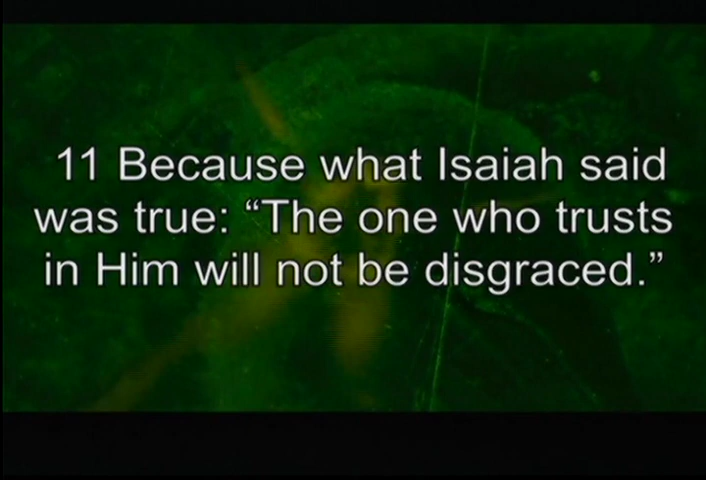 11 Because what Isaiah said
was true: “The one who trusts
in Him will not be disgraced.”